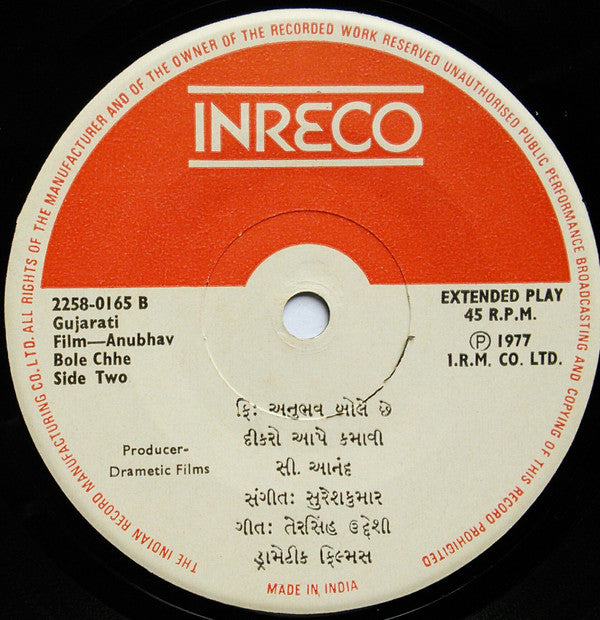 THE INDIAN RECORD MANUFACTURING CO. LTD. ALL RIGHTS OF THE MANUFACTURER AND OF THE OWNER OF THE RECORDED WORK RESERVED UNAUTHORISED PUBLIC PERFORMANCE BROADCASTING AND COPYING OF THIS RECORD PROHIBITED
INRECO
2258-0165 B
Gujarati
Film—Anubhav
Bole Chhe
Side Two
EXTENDED PLAY
45 R.P.M.
Ⓟ 1977
I.R.M. CO. LTD.
Producer-
Drametic Films
ફિ: અનુભવ બોલે છે
દીકરો આપે કમાવી
સી. આનંદ
સંગીત: સુરેશકુમાર
ગીત: તેરસિંહ ઉદ્દેશી
ડ્રામેટીક ફિલ્મસ
MADE IN INDIA